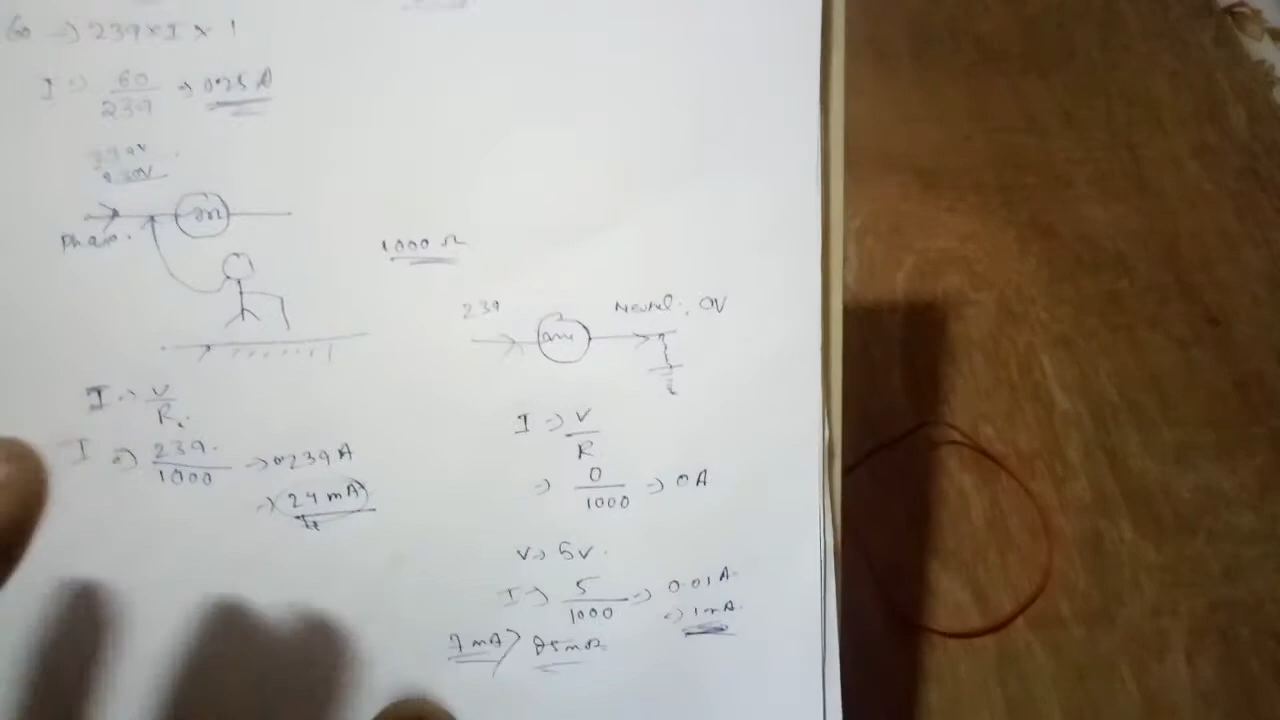 60 → 239 × I × 1
I → 60/239 → 0.25 A
230V
Phase.
1000 Ω
239
Neutral: 0V
I → V/R.
I → 239./1000 → 0.239 A
→ 24 mA
I → V/R
→ 0/1000 → 0 A
V → 5V.
I → 5/1000 → 0.01 A.
→ 1 mA.
7 mA >